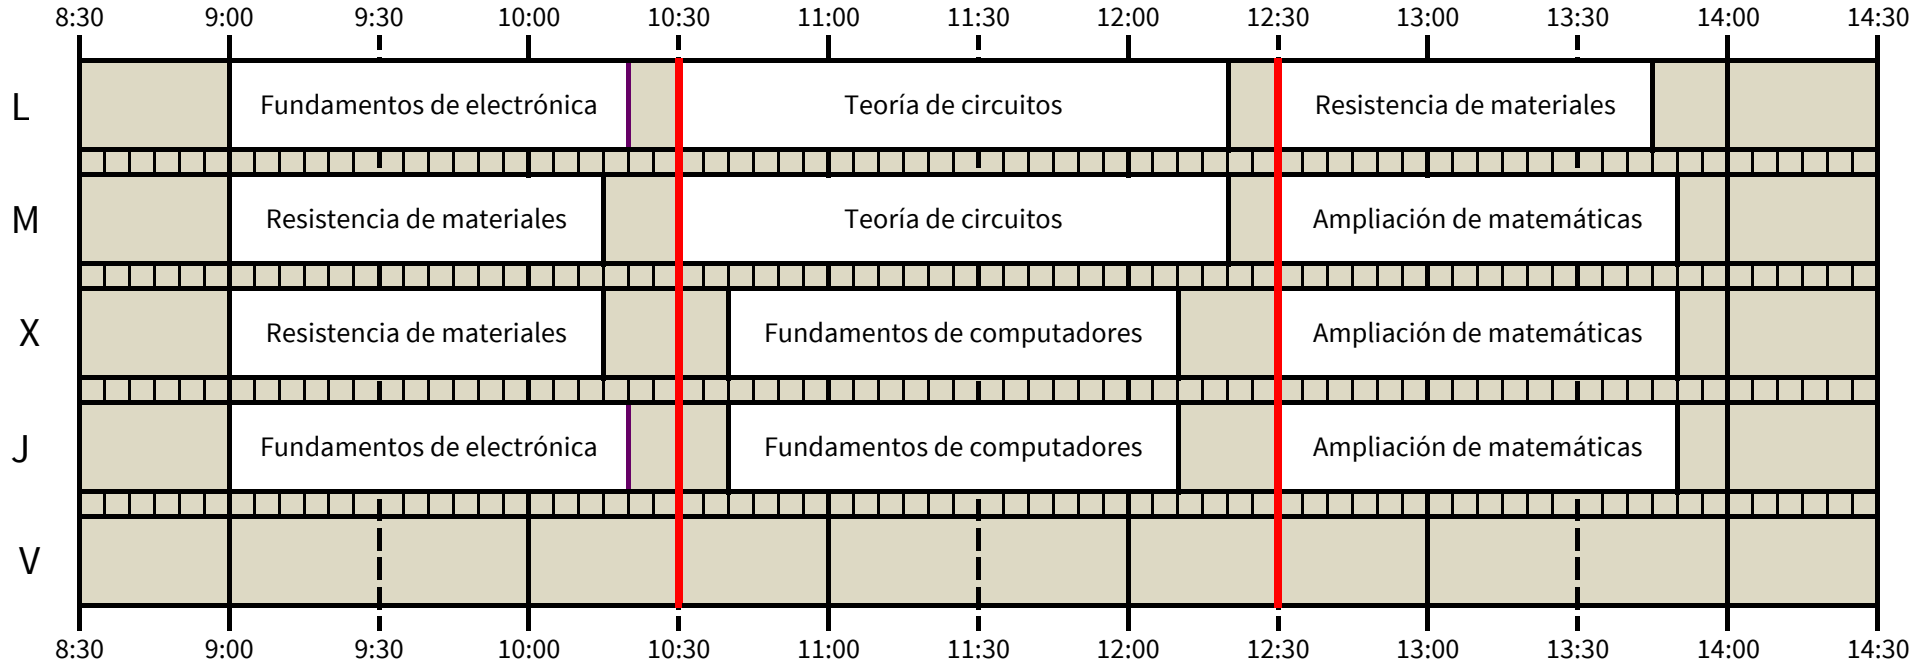 8:30 9:00 9:30 10:00 10:30 11:00 11:30 12:00 12:30 13:00 13:30 14:00 14:30
L Fundamentos de electrónica Teoría de circuitos Resistencia de materiales
M Resistencia de materiales Teoría de circuitos Ampliación de matemáticas
X Resistencia de materiales Fundamentos de computadores Ampliación de matemáticas
J Fundamentos de electrónica Fundamentos de computadores Ampliación de matemáticas
V
8:30 9:00 9:30 10:00 10:30 11:00 11:30 12:00 12:30 13:00 13:30 14:00 14:30